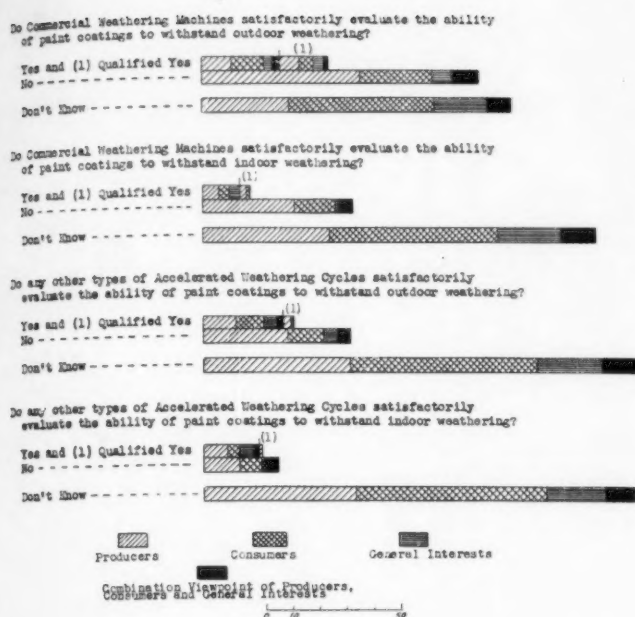 Do Commercial Weathering Machines satisfactorily evaluate the ability
of paint coatings to withstand outdoor weathering?
(1)
Yes and (1) Qualified Yes
No - - - - - - - - - - - - - - -
Don't Know - - - - - - - - - - -
Do Commercial Weathering Machines satisfactorily evaluate the ability
of paint coatings to withstand indoor weathering?
(1)
Yes and (1) Qualified Yes
No - - - - - - - - - - - - - - -
Don't Know - - - - - - - - - - -
Do any other types of Accelerated Weathering Cycles satisfactorily
evaluate the ability of paint coatings to withstand outdoor weathering?
(1)
Yes and (1) Qualified Yes
No - - - - - - - - - - - - - - -
Don't Know - - - - - - - - - - -
Do any other types of Accelerated Weathering Cycles satisfactorily
evaluate the ability of paint coatings to withstand indoor weathering?
(1)
Yes and (1) Qualified Yes
No - - - - - - - - - - - - - - -
Don't Know - - - - - - - - - - -
Producers Consumers General Interests
Combination Viewpoint of Producers,
Consumers and General Interests
0